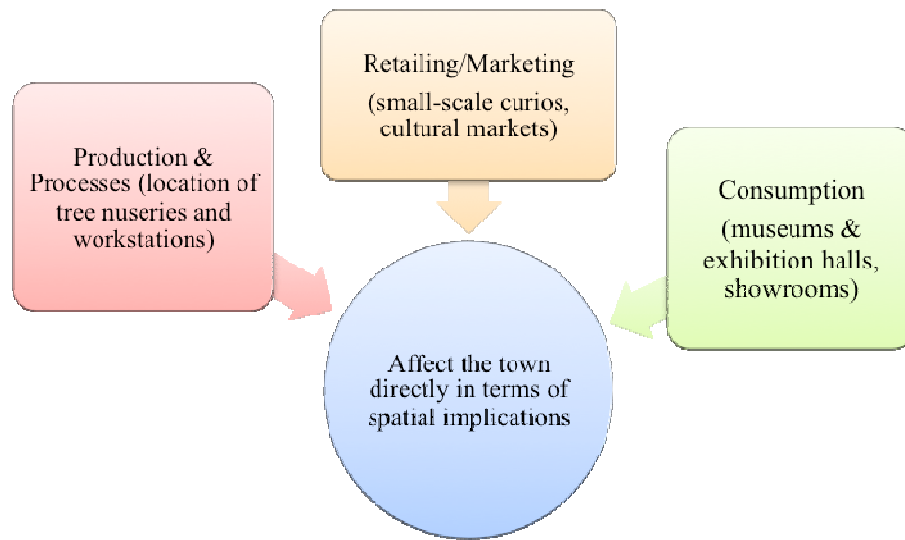 Production &
Processes (location of
tree nuseries and
workstations)
Retailing/Marketing
(small-scale curios,
cultural markets)
Consumption
(museums &
exhibition halls,
showrooms)
Affect the town
directly in terms of
spatial implications